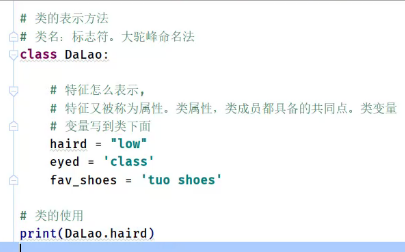 # 类的表示方法
# 类名：标志符。大驼峰命名法
class DaLao:
# 特征怎么表示，
# 特征又被称为属性。类属性，类成员都具备的共同点。类变量
# 变量写到类下面
haird = "low"
eyed = 'class'
fav_shoes = 'tuo shoes'
# 类的使用
print(DaLao.haird)